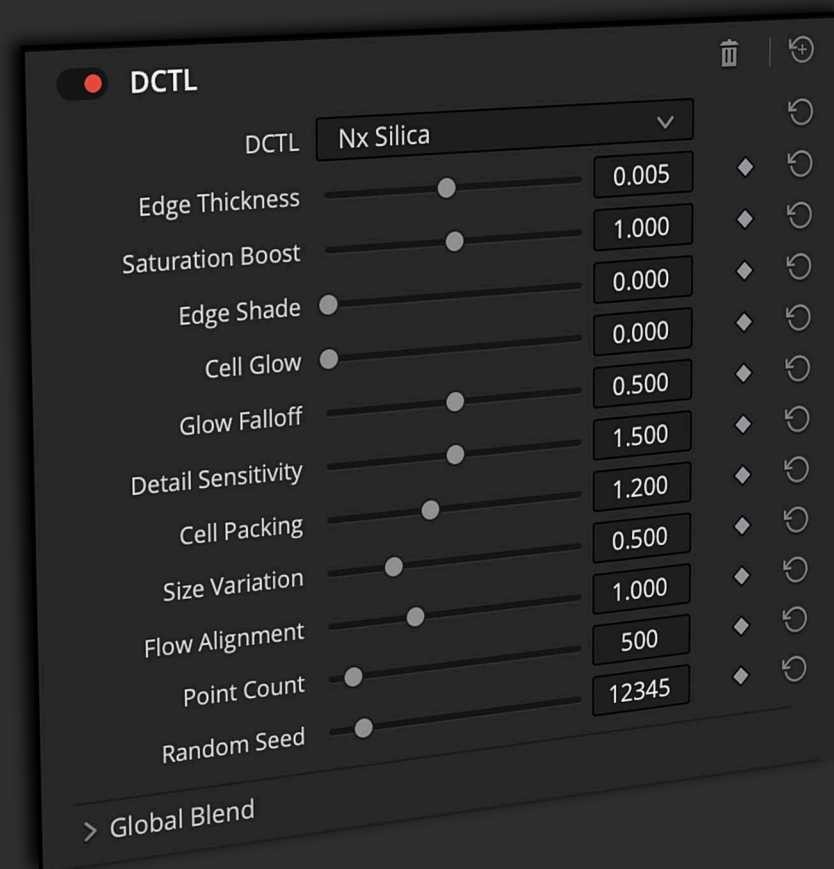 DCTL
DCTL Nx Silica
Edge Thickness 0.005
Saturation Boost 1.000
Edge Shade 0.000
Cell Glow 0.000
Glow Falloff 0.500
Detail Sensitivity 1.500
Cell Packing 1.200
Size Variation 0.500
Flow Alignment 1.000
Point Count 500
Random Seed 12345
Global Blend